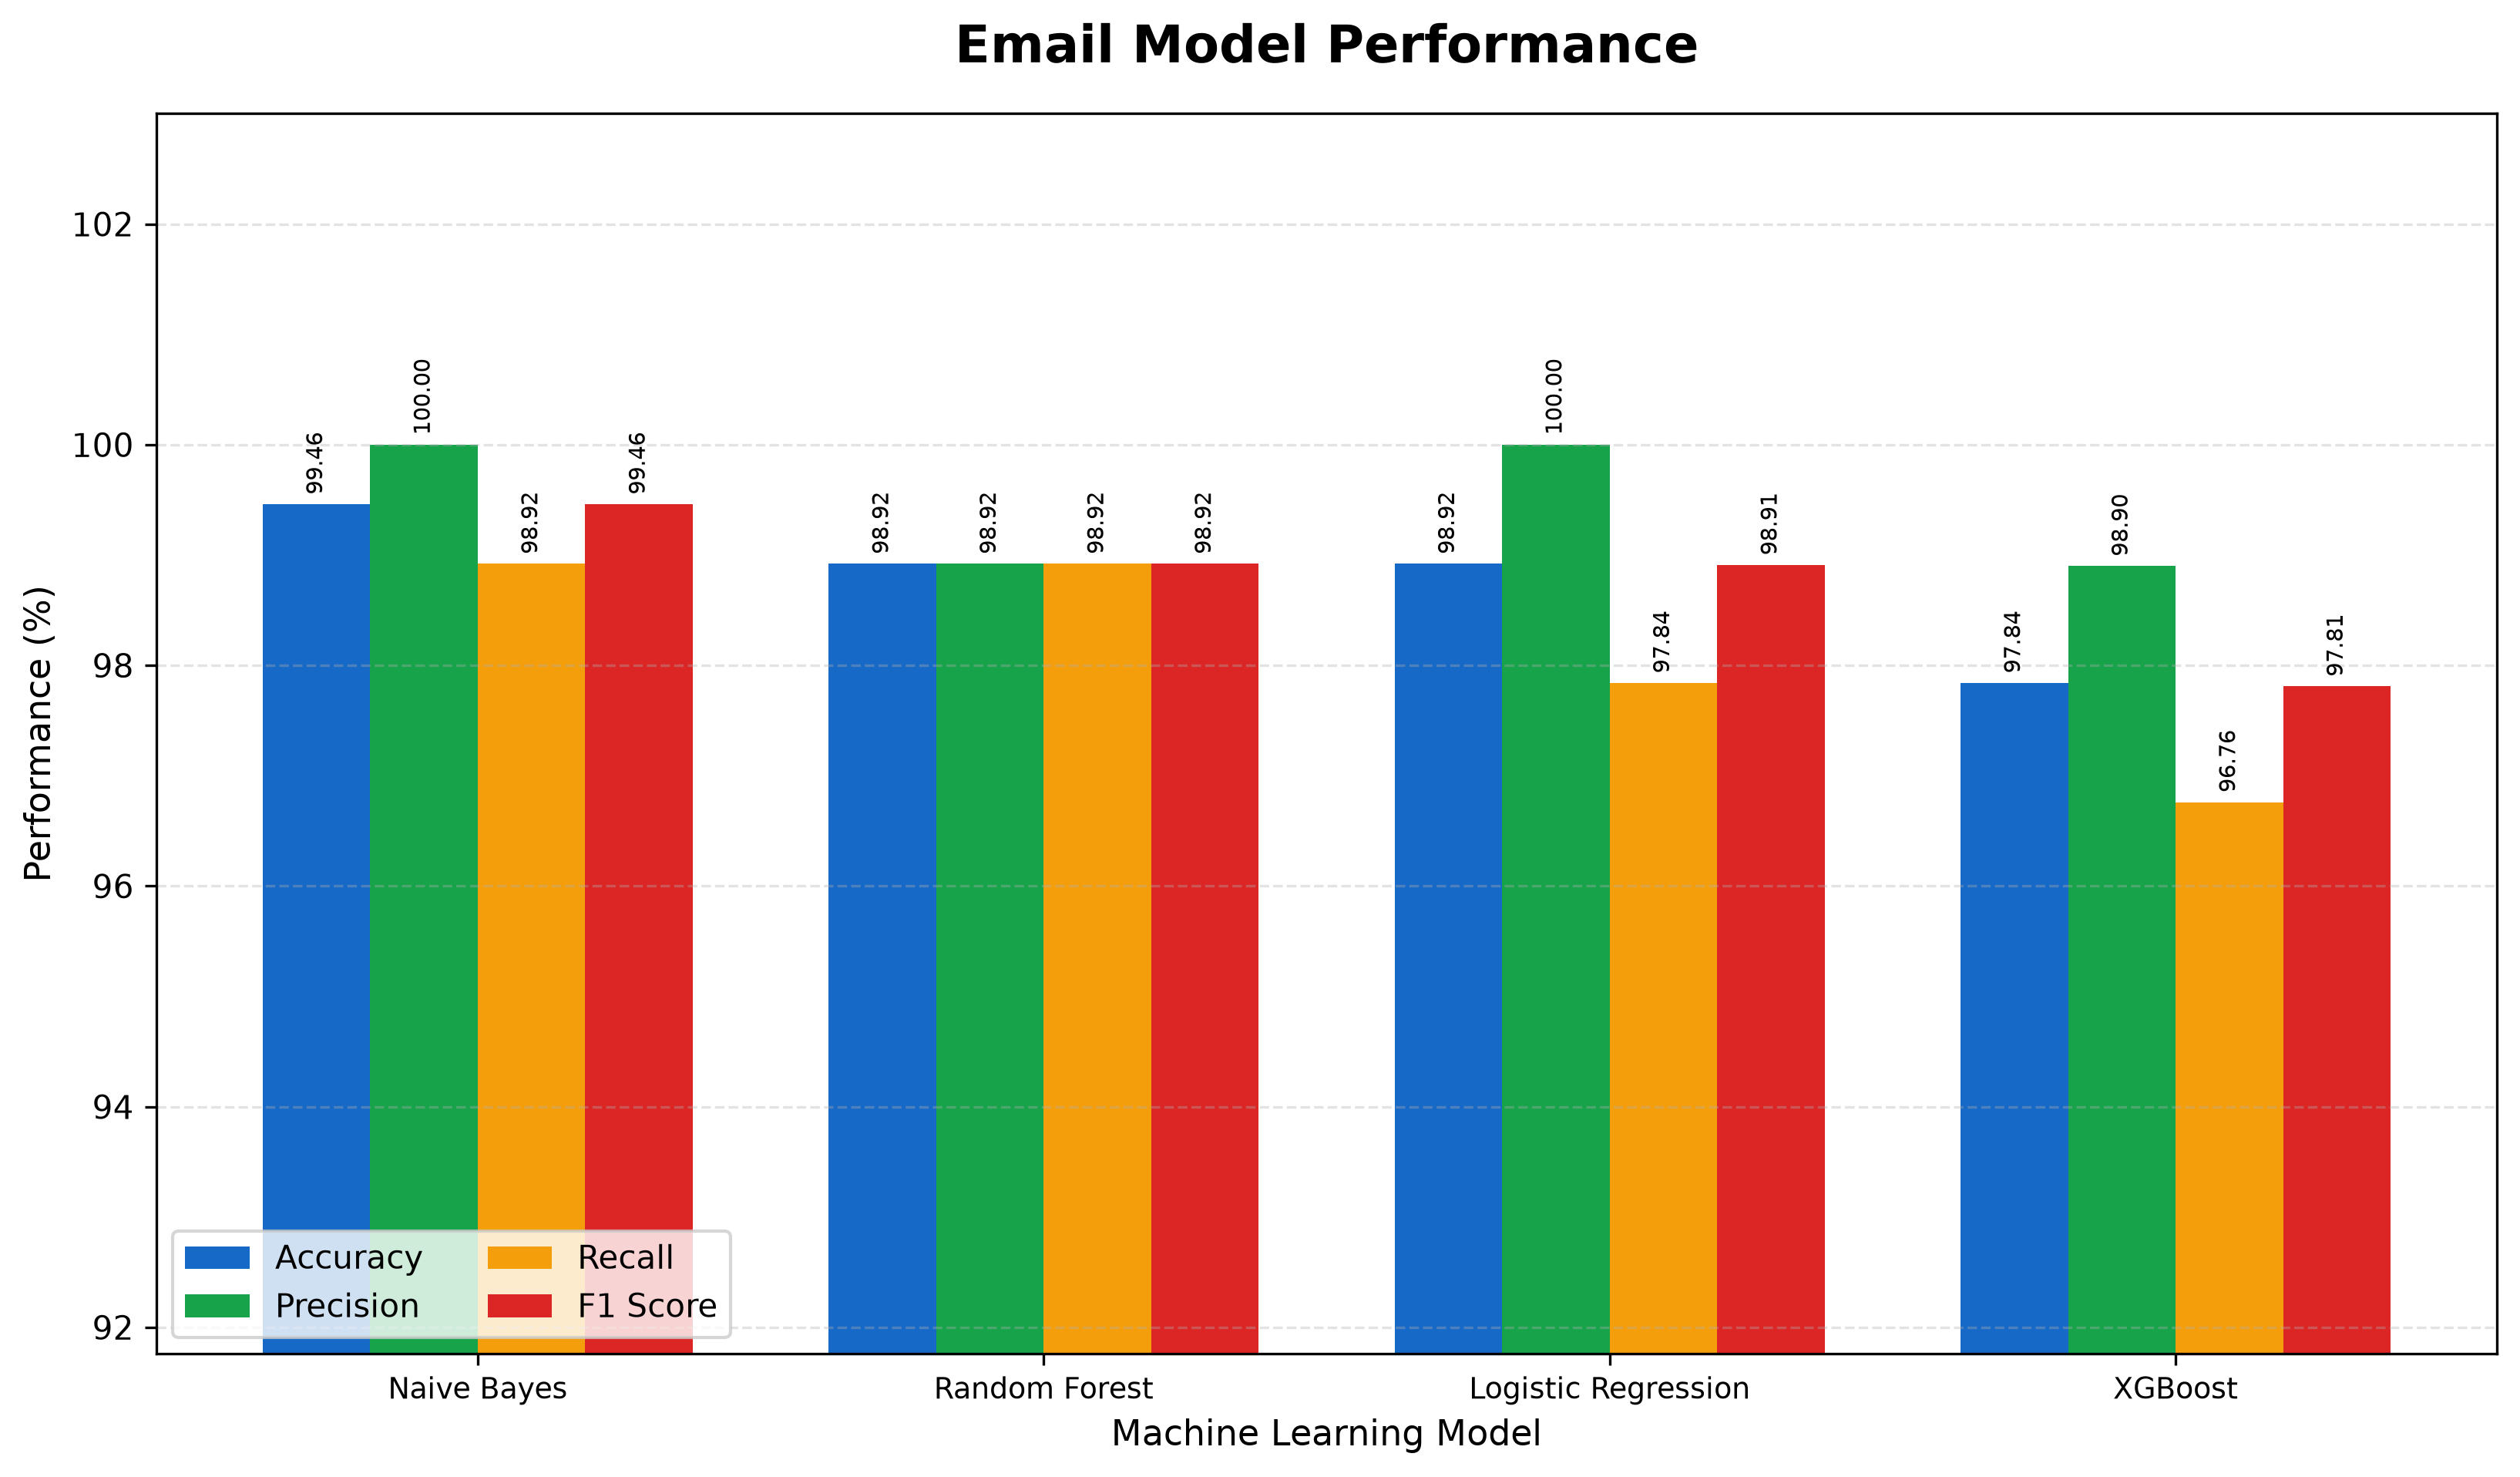 Email Model Performance
Performance (%)
102
100
98
96
94
92
99.46
100.00
98.92
99.46
98.92
98.92
98.92
98.92
98.92
100.00
97.84
98.91
97.84
98.90
96.76
97.81
Accuracy
Precision
Recall
F1 Score
Naive Bayes
Random Forest
Logistic Regression
XGBoost
Machine Learning Model